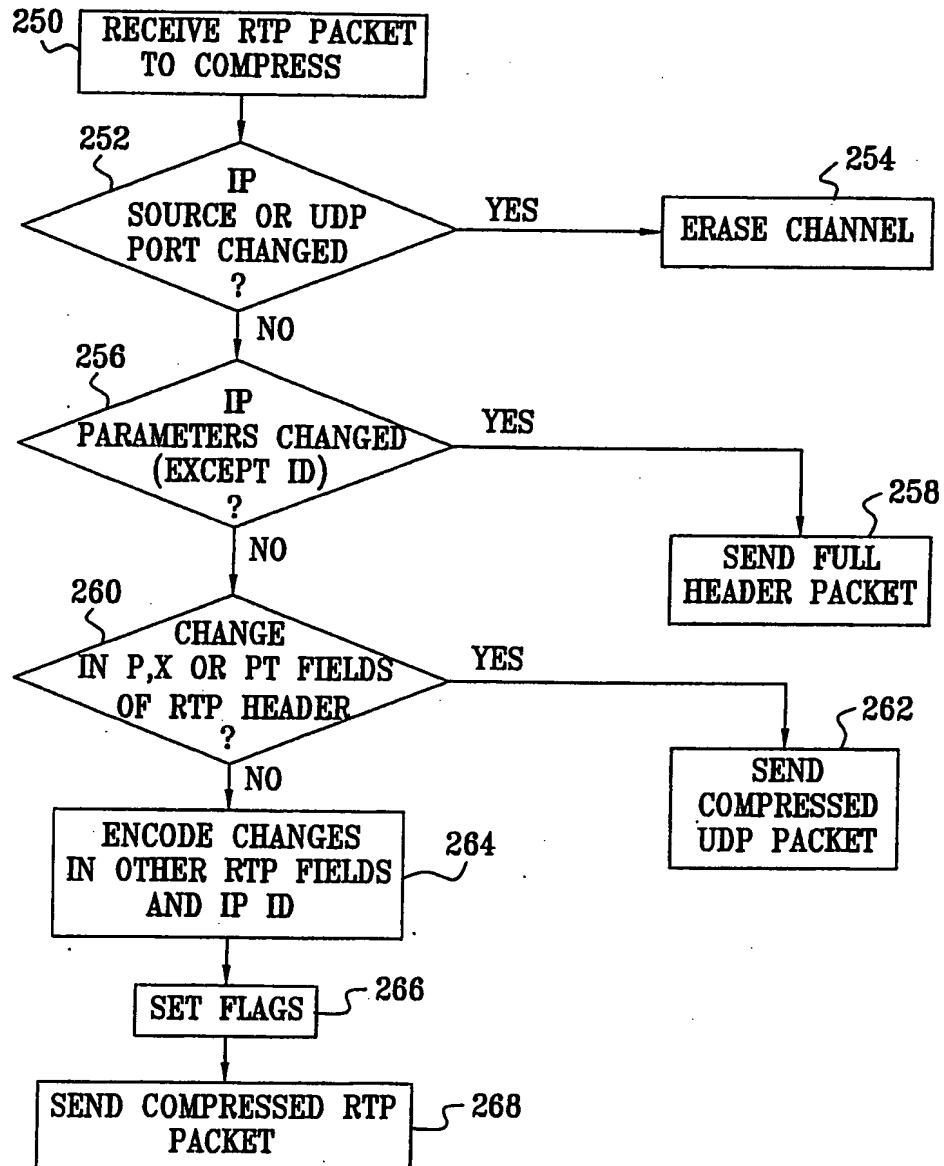 250
RECEIVE RTP PACKET
TO COMPRESS
252
IP
SOURCE OR UDP
PORT CHANGED
?
YES
254
ERASE CHANNEL
NO
256
IP
PARAMETERS CHANGED
(EXCEPT ID)
?
YES
258
SEND FULL
HEADER PACKET
NO
260
CHANGE
IN P,X OR PT FIELDS
OF RTP HEADER
?
YES
262
SEND
COMPRESSED
UDP PACKET
NO
ENCODE CHANGES
IN OTHER RTP FIELDS
AND IP ID
264
SET FLAGS
266
SEND COMPRESSED RTP
PACKET
268